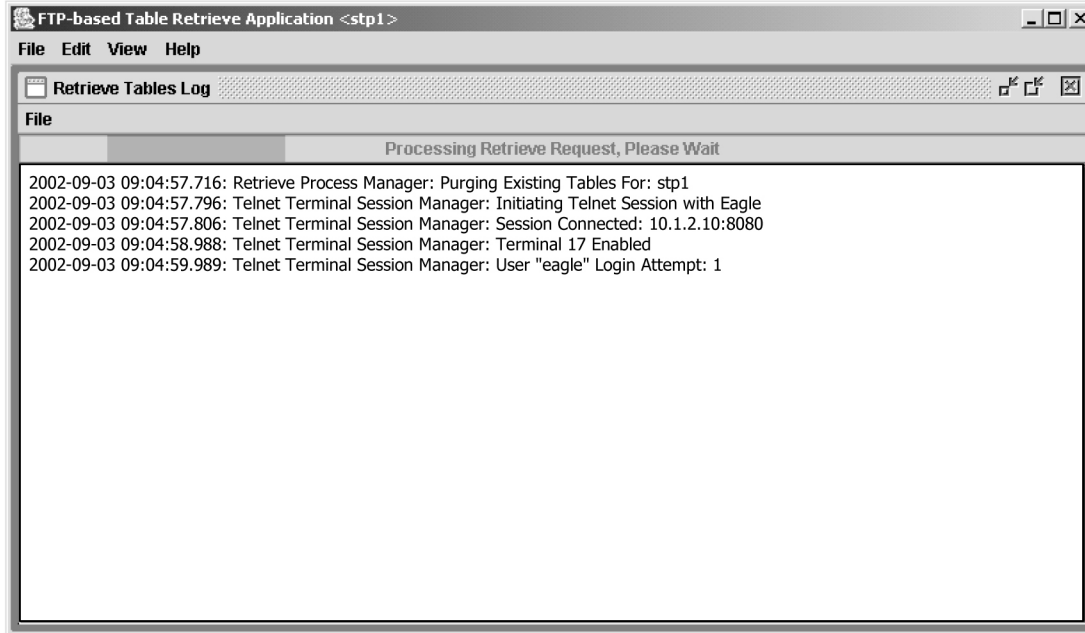 FTP-based Table Retrieve Application <stp1>
File Edit View Help
Retrieve Tables Log
File
Processing Retrieve Request, Please Wait
2002-09-03 09:04:57.716: Retrieve Process Manager: Purging Existing Tables For: stp1
2002-09-03 09:04:57.796: Telnet Terminal Session Manager: Initiating Telnet Session with Eagle
2002-09-03 09:04:57.806: Telnet Terminal Session Manager: Session Connected: 10.1.2.10:8080
2002-09-03 09:04:58.988: Telnet Terminal Session Manager: Terminal 17 Enabled
2002-09-03 09:04:59.989: Telnet Terminal Session Manager: User "eagle" Login Attempt: 1